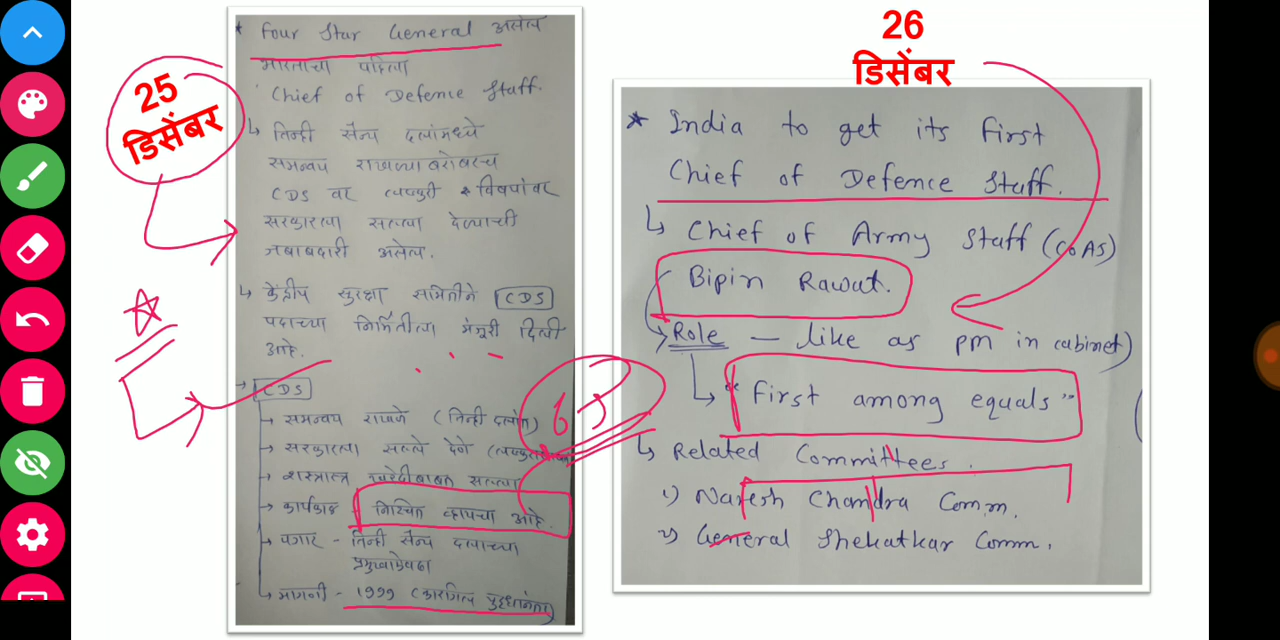 25
डिसेंबर
* Four Star General असलेले
भारताचा पहिला
Chief of Defence Staff.
↳ तिन्ही सैन्य दलांमध्ये
समन्वय राखण्याबरोबरच
CDS वर लष्करी विषयांवर
सरकारला सल्ला देण्याची
जबाबदारी असेल.
↳ केंद्रीय सुरक्षा समितीने CDS
पदाच्या निर्मितीला मंजुरी दिली
आहे.
→ CDS
→ समन्वय राखणे (तिन्ही दलांत)
→ सरकारला सल्ले देणे
→ शस्त्रास्त्र खरेदीबाबत सल्ला
→ कार्यकाळ - निश्चित व्हायचा आहे.
→ पगार - तिन्ही सैन्य दलाच्या
प्रमुखांएवढा
↳ मागणी - 1999 (कारगिल युद्धानंतर)
26
डिसेंबर
* India to get its first
Chief of Defence Staff.
↳ Chief of Army Staff (COAS)
Bipin Rawat.
→ Role — like as PM in cabinet)
↳ "First among equals"
↳ Related Committees.
1) Naresh Chandra Comm.
2) General Shekatkar Comm.